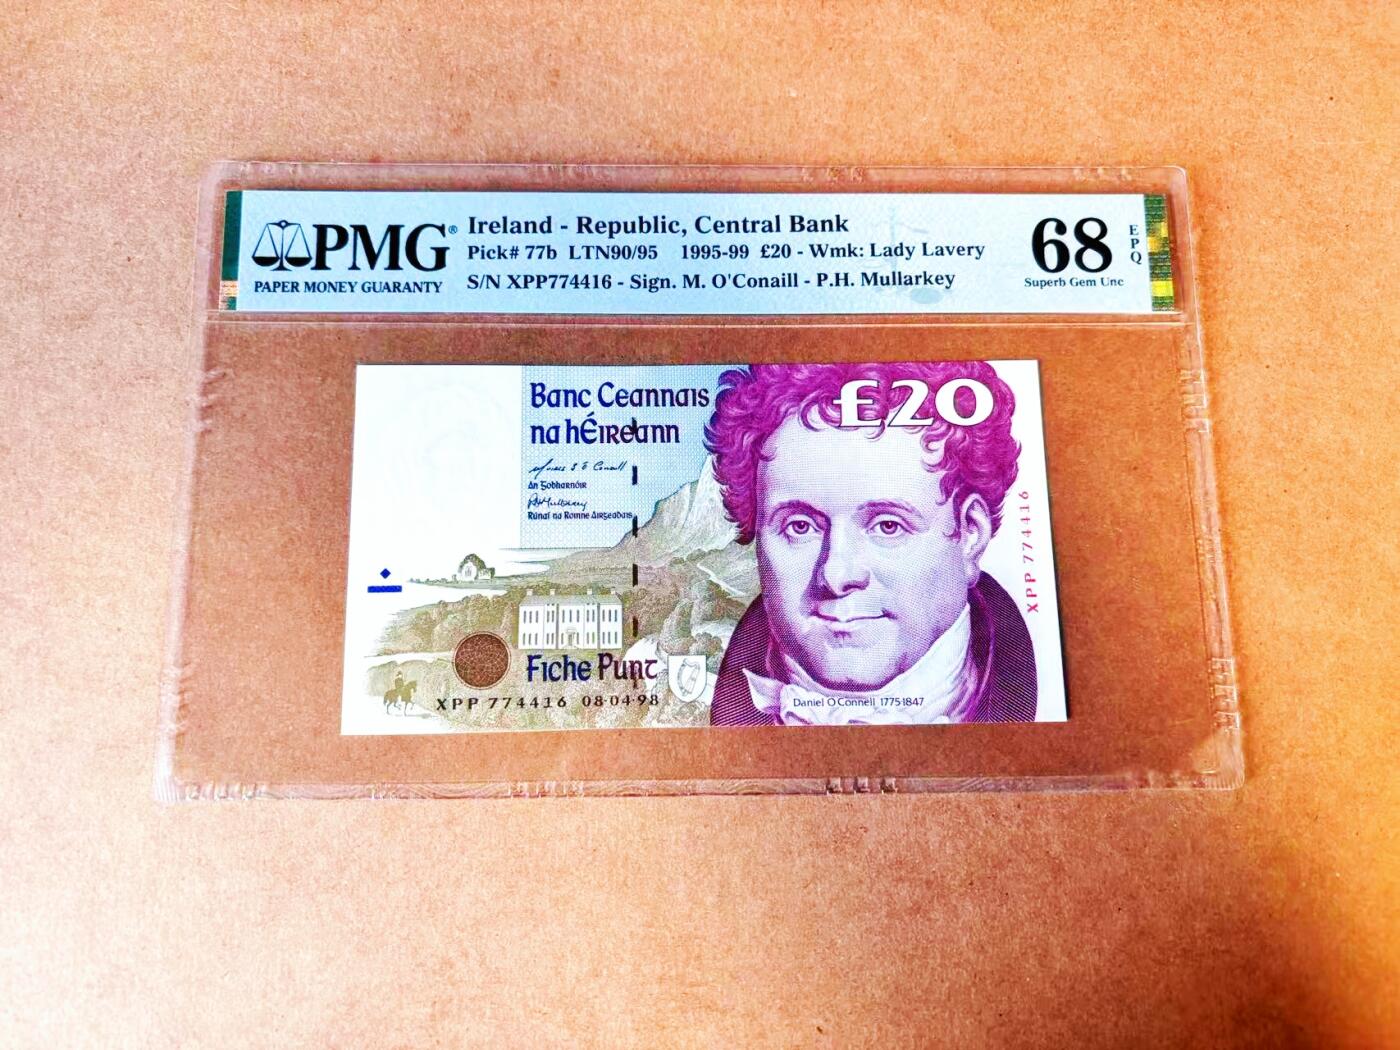 PMG®
PAPER MONEY GUARANTY
Ireland - Republic, Central Bank
Pick# 77b LTN90/95 1995-99 £20 - Wmk: Lady Lavery
S/N XPP774416 - Sign. M. O'Conaill - P.H. Mullarkey
68
EPQ
Superb Gem Unc
Banc Ceannais
na hÉireann
An Gobharnóir
Rúnaí na Roinne Airgeadais
£20
XPP 774416
Fiche Punt
XPP 774416 08·04·98
Daniel O'Connell 1775-1847